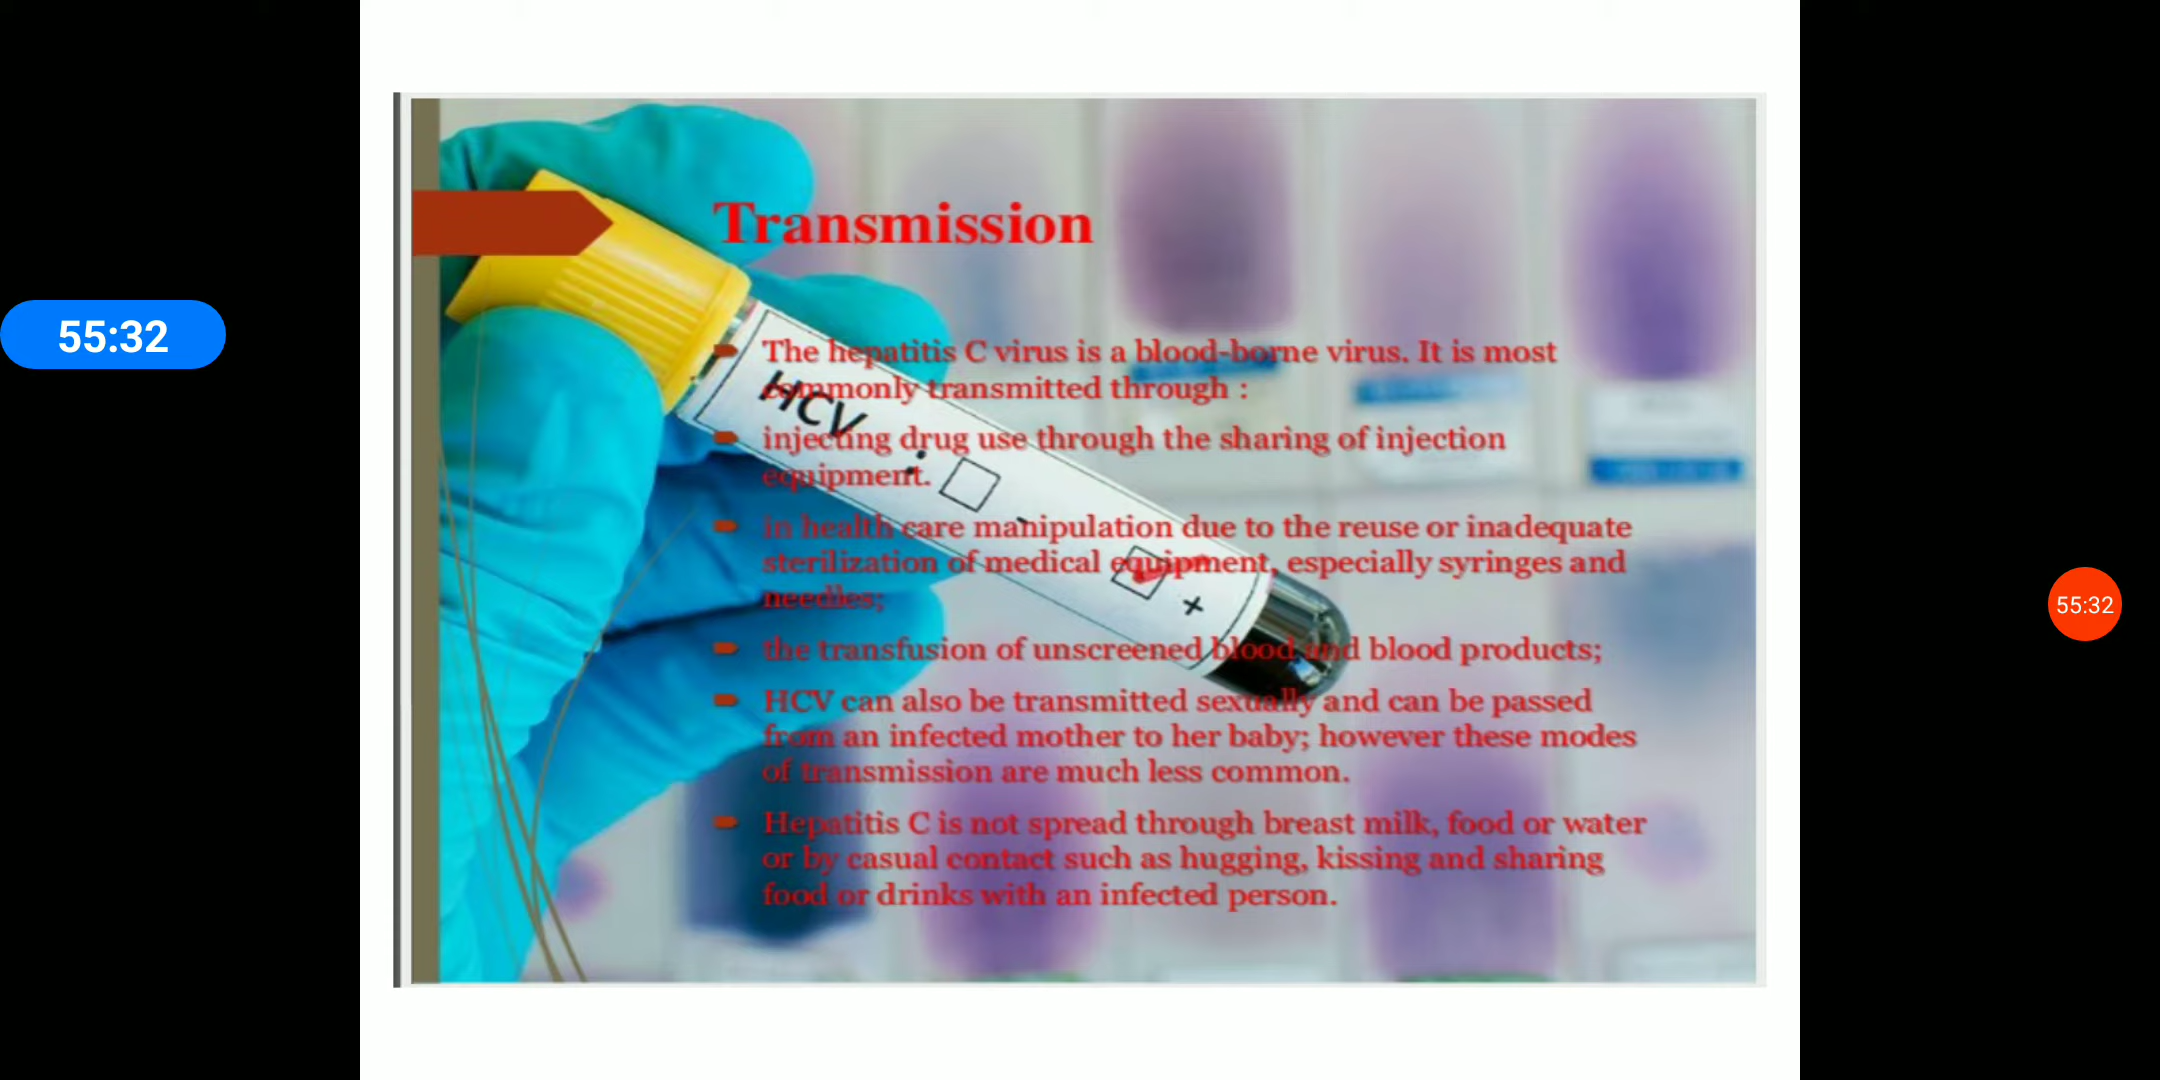 55:32
Transmission
The hepatitis C virus is a blood-borne virus. It is most
commonly transmitted through :
HCV
:
-
+
injecting drug use through the sharing of injection
equipment.
in health care manipulation due to the reuse or inadequate
sterilization of medical equipment, especially syringes and
needles;
the transfusion of unscreened blood and blood products;
HCV can also be transmitted sexually and can be passed
from an infected mother to her baby; however these modes
of transmission are much less common.
Hepatitis C is not spread through breast milk, food or water
or by casual contact such as hugging, kissing and sharing
food or drinks with an infected person.
55:32